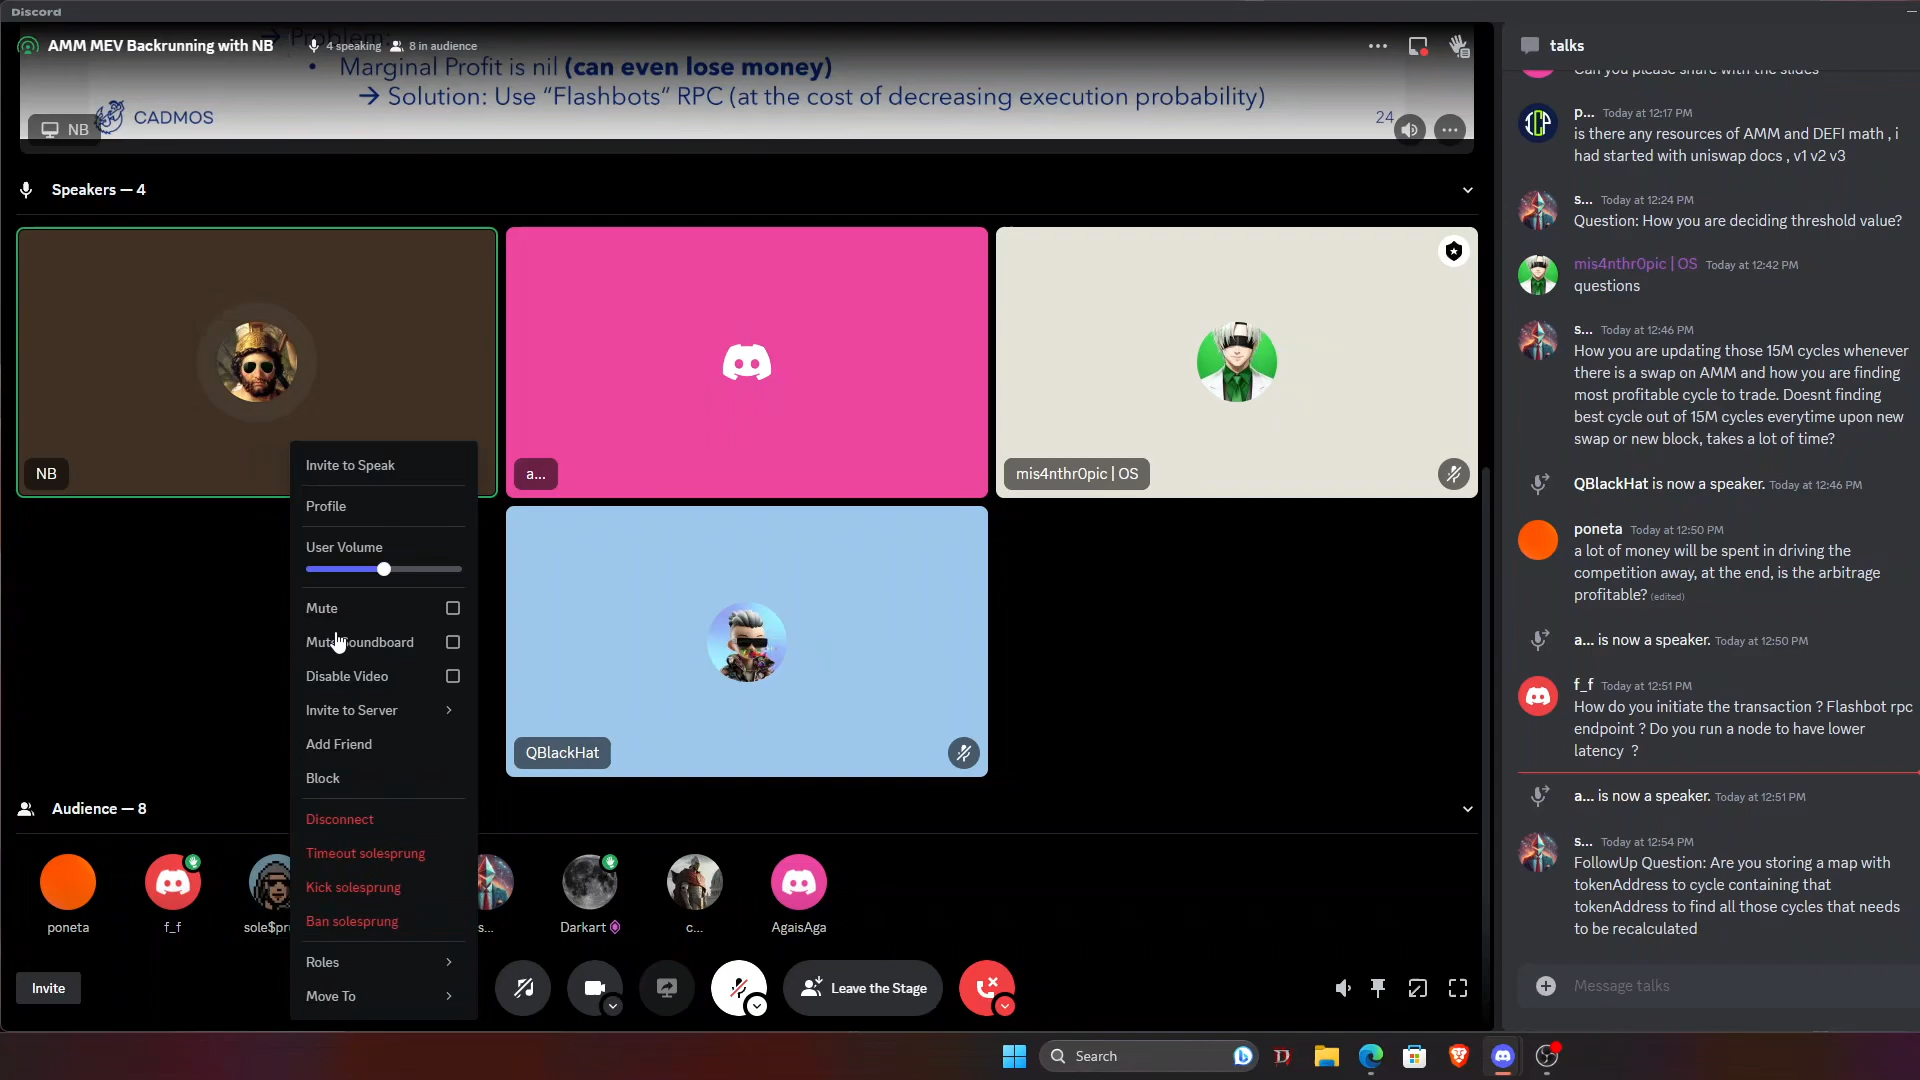 Discord
AMM MEV Backrunning with NB
4 speaking
8 in audience
→ Problem:
• Marginal Profit is nil (can even lose money)
→ Solution: Use “Flashbots“ RPC (at the cost of decreasing execution probability)
CADMOS
24
NB
Speakers — 4
NB
a...
mis4nthr0pic | OS
QBlackHat
Invite to Speak
Profile
User Volume
Mute
Mute Soundboard
Disable Video
Invite to Server
Add Friend
Block
Disconnect
Timeout solesprung
Kick solesprung
Ban solesprung
Roles
Move To
Audience — 8
poneta
f_f
sole$pru
s...
Darkart
c...
AgaisAga
Invite
Leave the Stage
talks
Can you please share with the slides
p... Today at 12:17 PM
is there any resources of AMM and DEFI math , i
had started with uniswap docs , v1 v2 v3
s... Today at 12:24 PM
Question: How you are deciding threshold value?
mis4nthr0pic | OS Today at 12:42 PM
questions
s... Today at 12:46 PM
How you are updating those 15M cycles whenever
there is a swap on AMM and how you are finding
most profitable cycle to trade. Doesnt finding
best cycle out of 15M cycles everytime upon new
swap or new block, takes a lot of time?
QBlackHat is now a speaker. Today at 12:46 PM
poneta Today at 12:50 PM
a lot of money will be spent in driving the
competition away, at the end, is the arbitrage
profitable? (edited)
a... is now a speaker. Today at 12:50 PM
f_f Today at 12:51 PM
How do you initiate the transaction ? Flashbot rpc
endpoint ? Do you run a node to have lower
latency ?
a... is now a speaker. Today at 12:51 PM
s... Today at 12:54 PM
FollowUp Question: Are you storing a map with
tokenAddress to cycle containing that
tokenAddress to find all those cycles that needs
to be recalculated
Message talks
Search